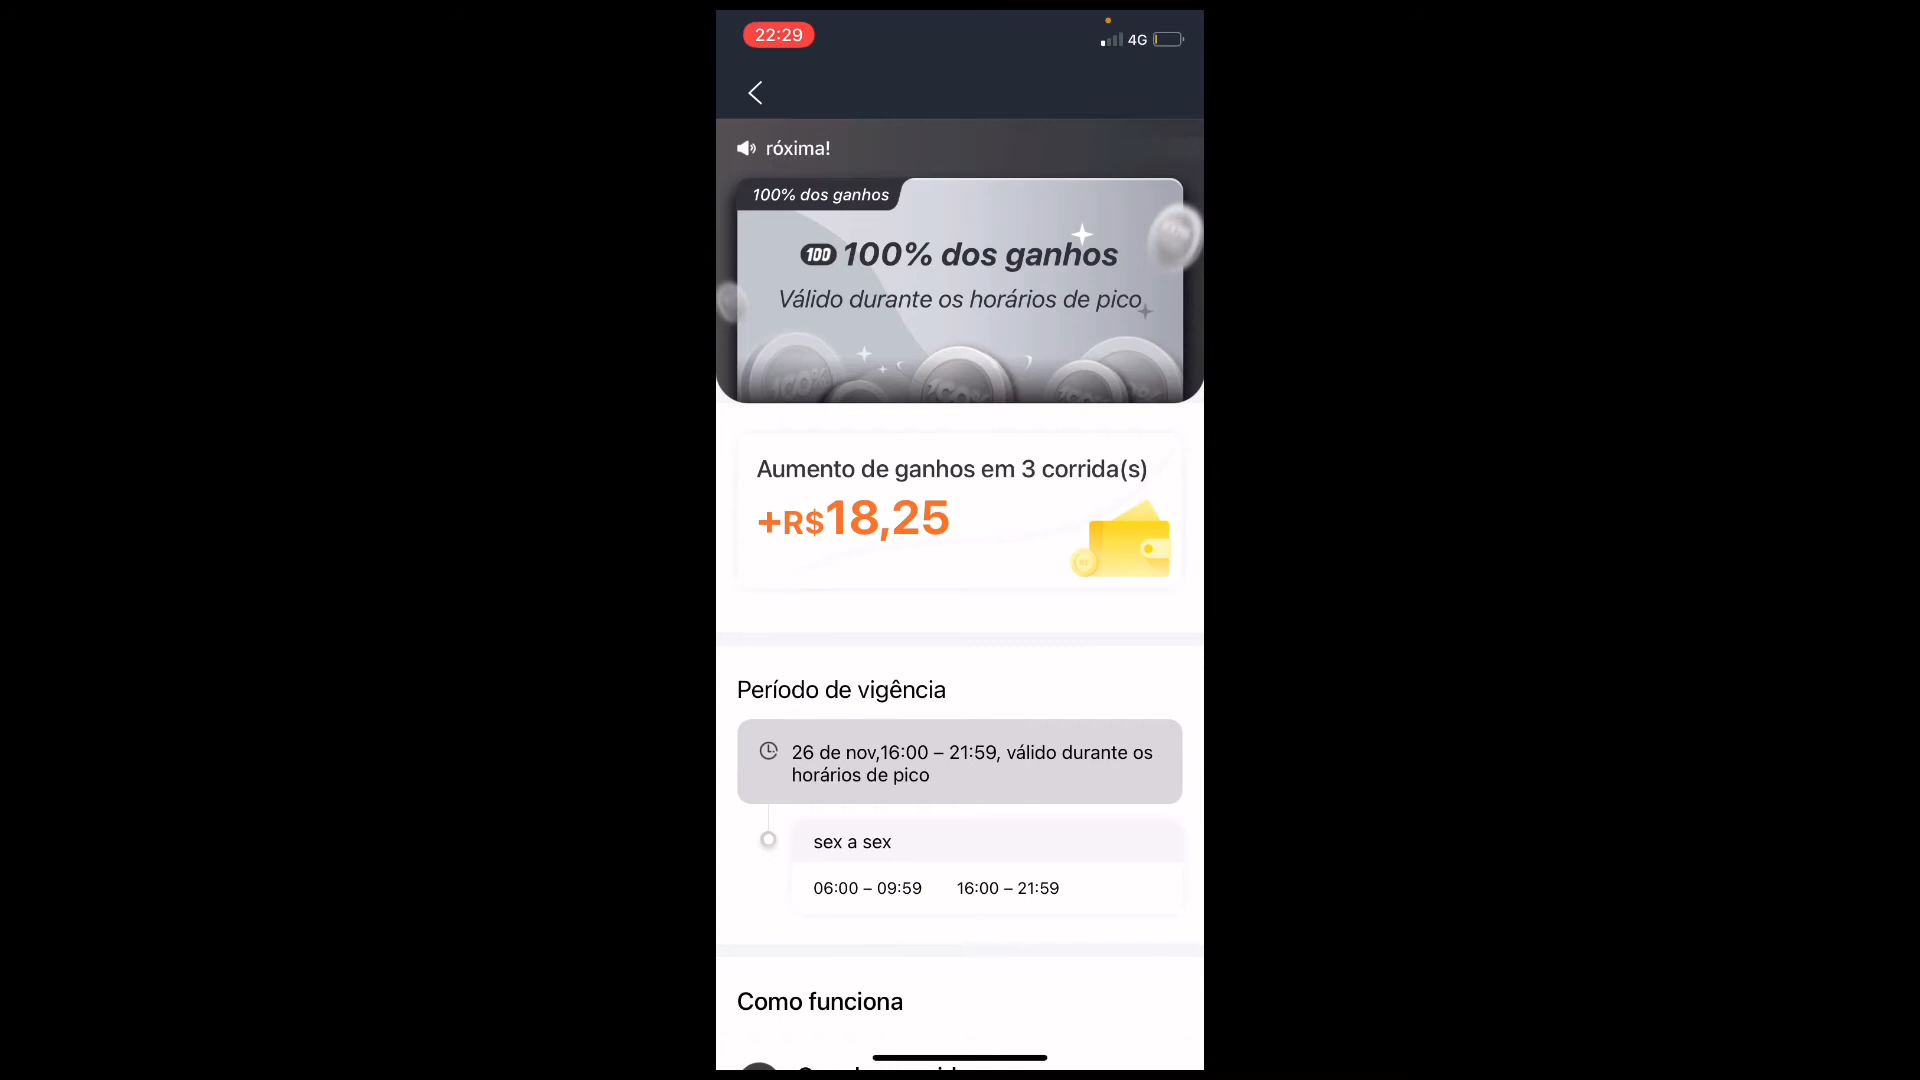 22:29
4G
róxima!
100% dos ganhos
100 100% dos ganhos
Válido durante os horários de pico
100%
Aumento de ganhos em 3 corrida(s)
+R$18,25
Período de vigência
26 de nov,16:00 – 21:59, válido durante os
horários de pico
sex a sex
06:00 – 09:59 16:00 – 21:59
Como funciona